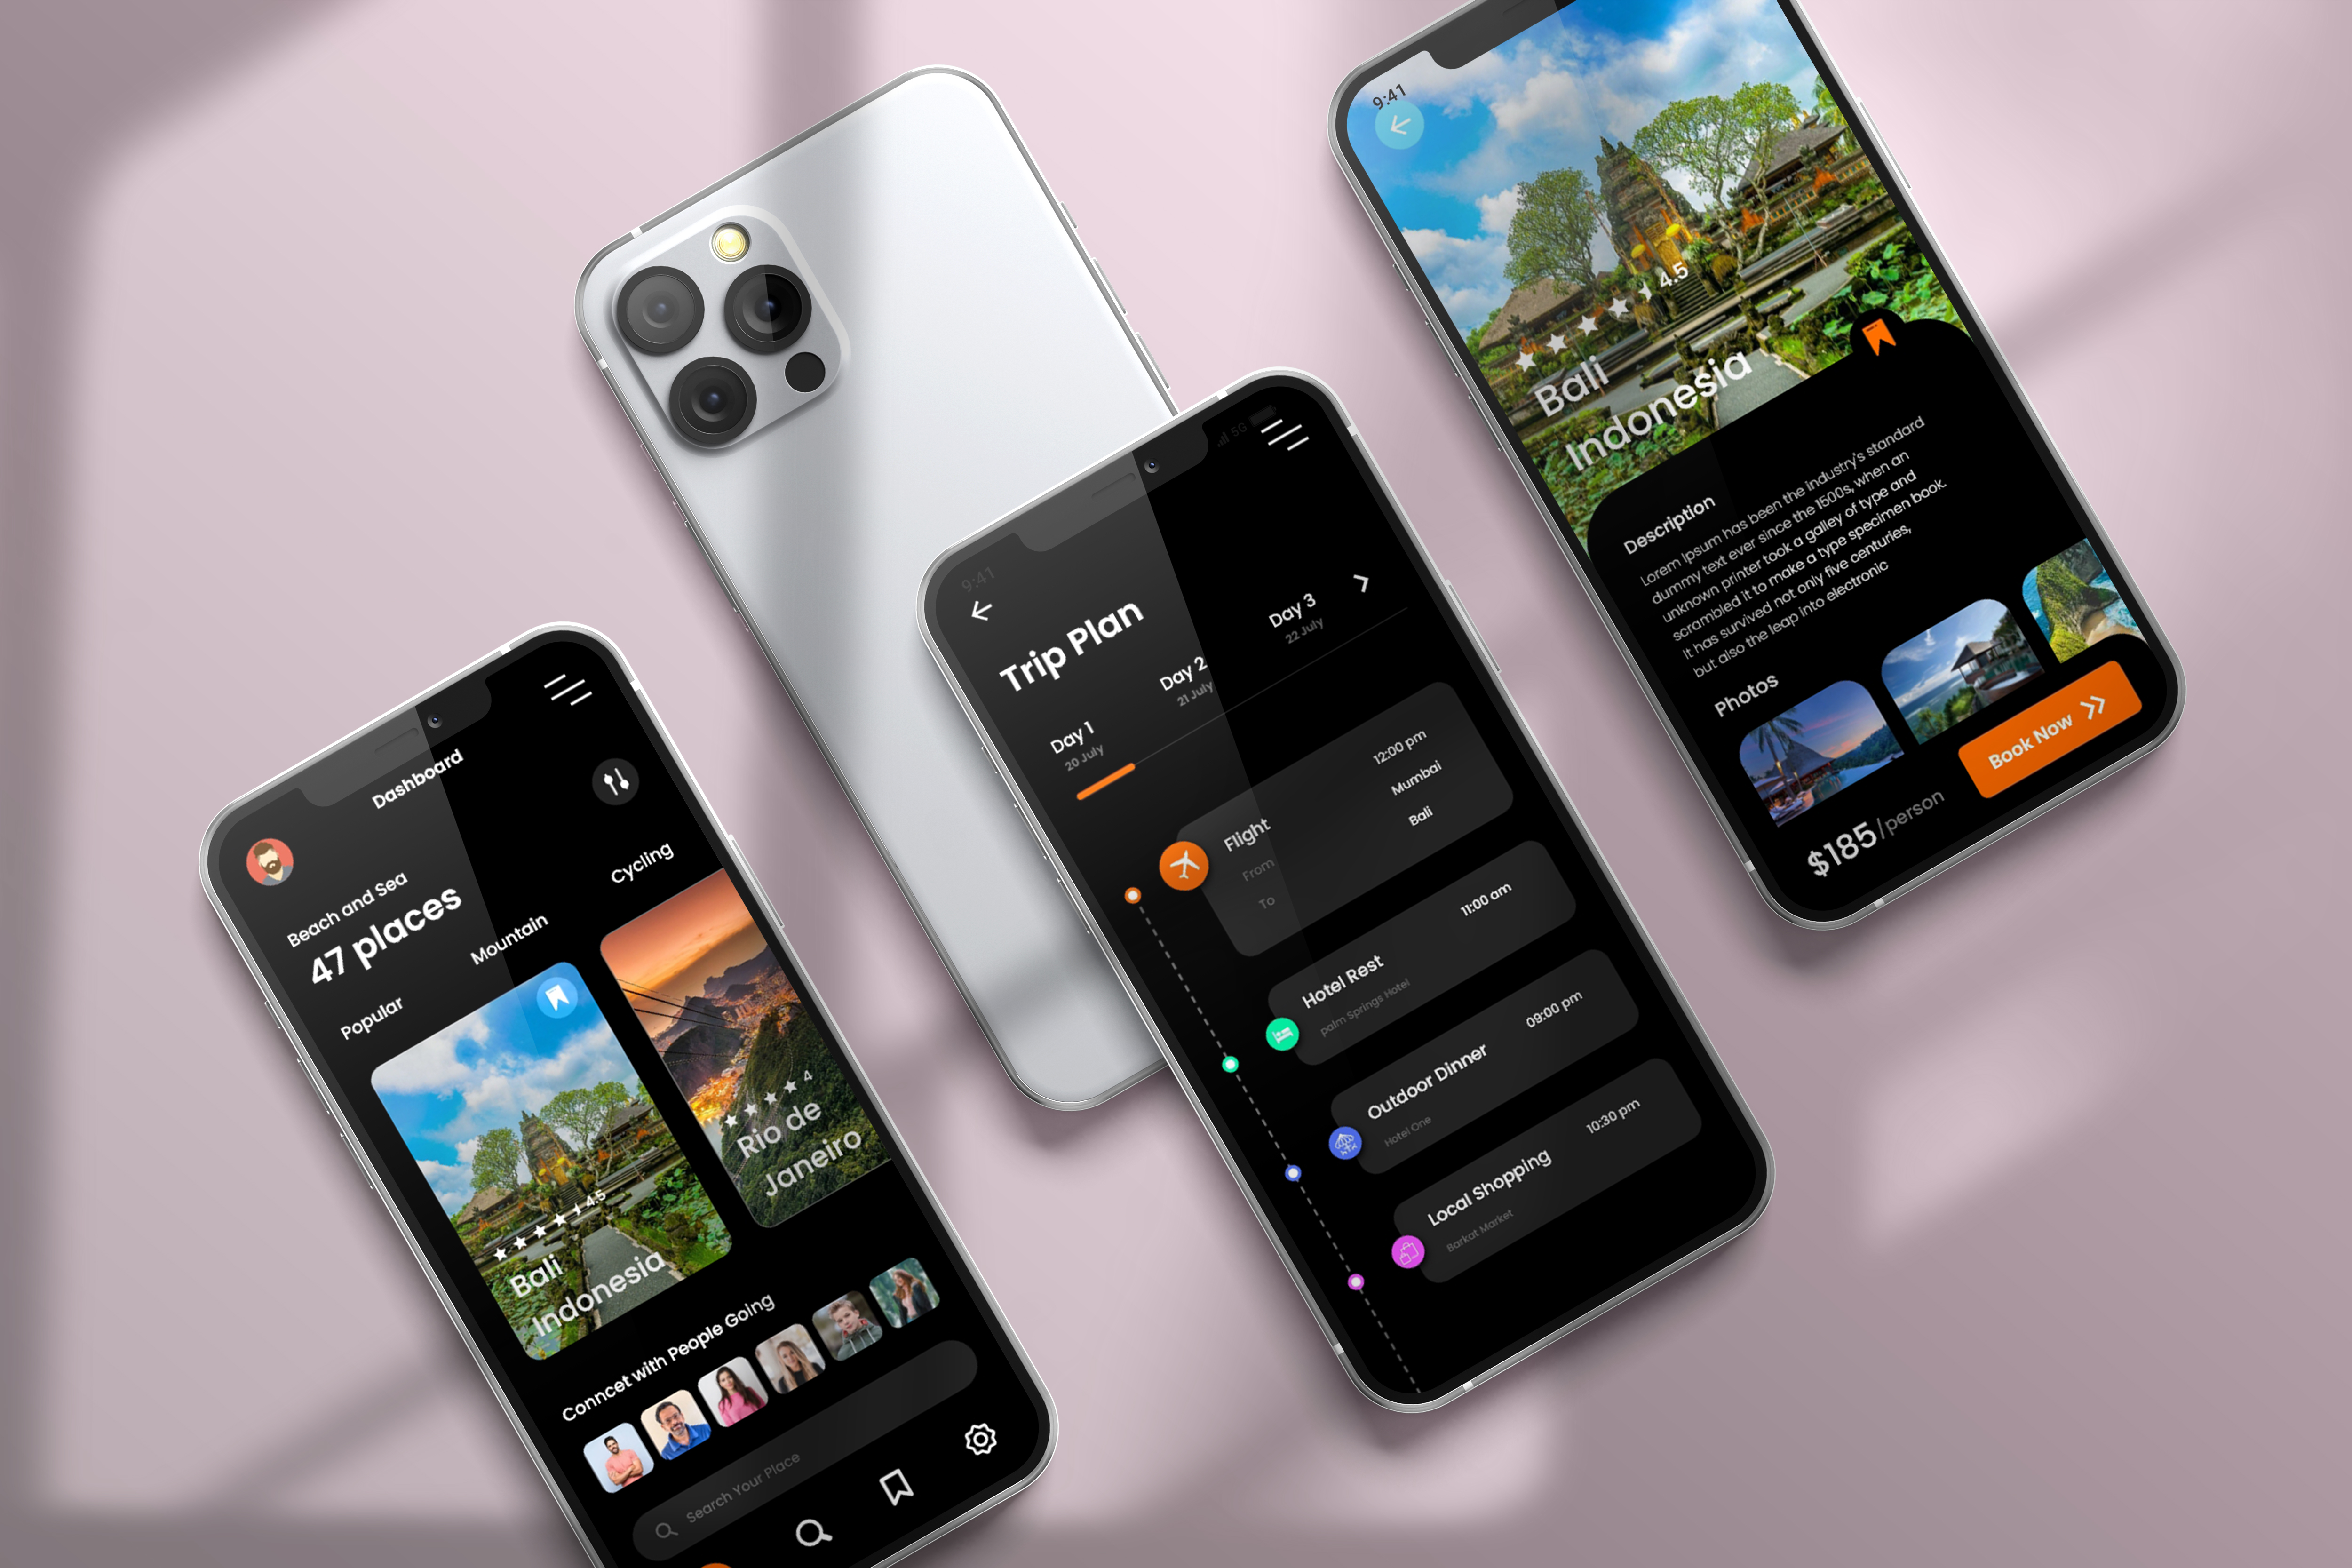 Dashboard
Beach and Sea
47 places
Popular
Mountain
Cycling
4.5
Bali
Indonesia
4
Rio de
Janeiro
Conncet with People Going
Search Your Place
9:41
5G
Trip Plan
Day 1
20 July
Day 2
21 July
Day 3
22 July
Flight
12:00 pm
From
Mumbai
To
Bali
Hotel Rest
11:00 am
palm Springs Hotel
Outdoor Dinner
09:00 pm
Hotel One
Local Shopping
10:30 pm
Barkat Market
9:41
4.5
Bali
Indonesia
Description
Lorem Ipsum has been the industry's standard
dummy text ever since the 1500s, when an
unknown printer took a galley of type and
scrambled it to make a type specimen book.
It has survived not only five centuries,
but also the leap into electronic
Photos
$185/person
Book Now